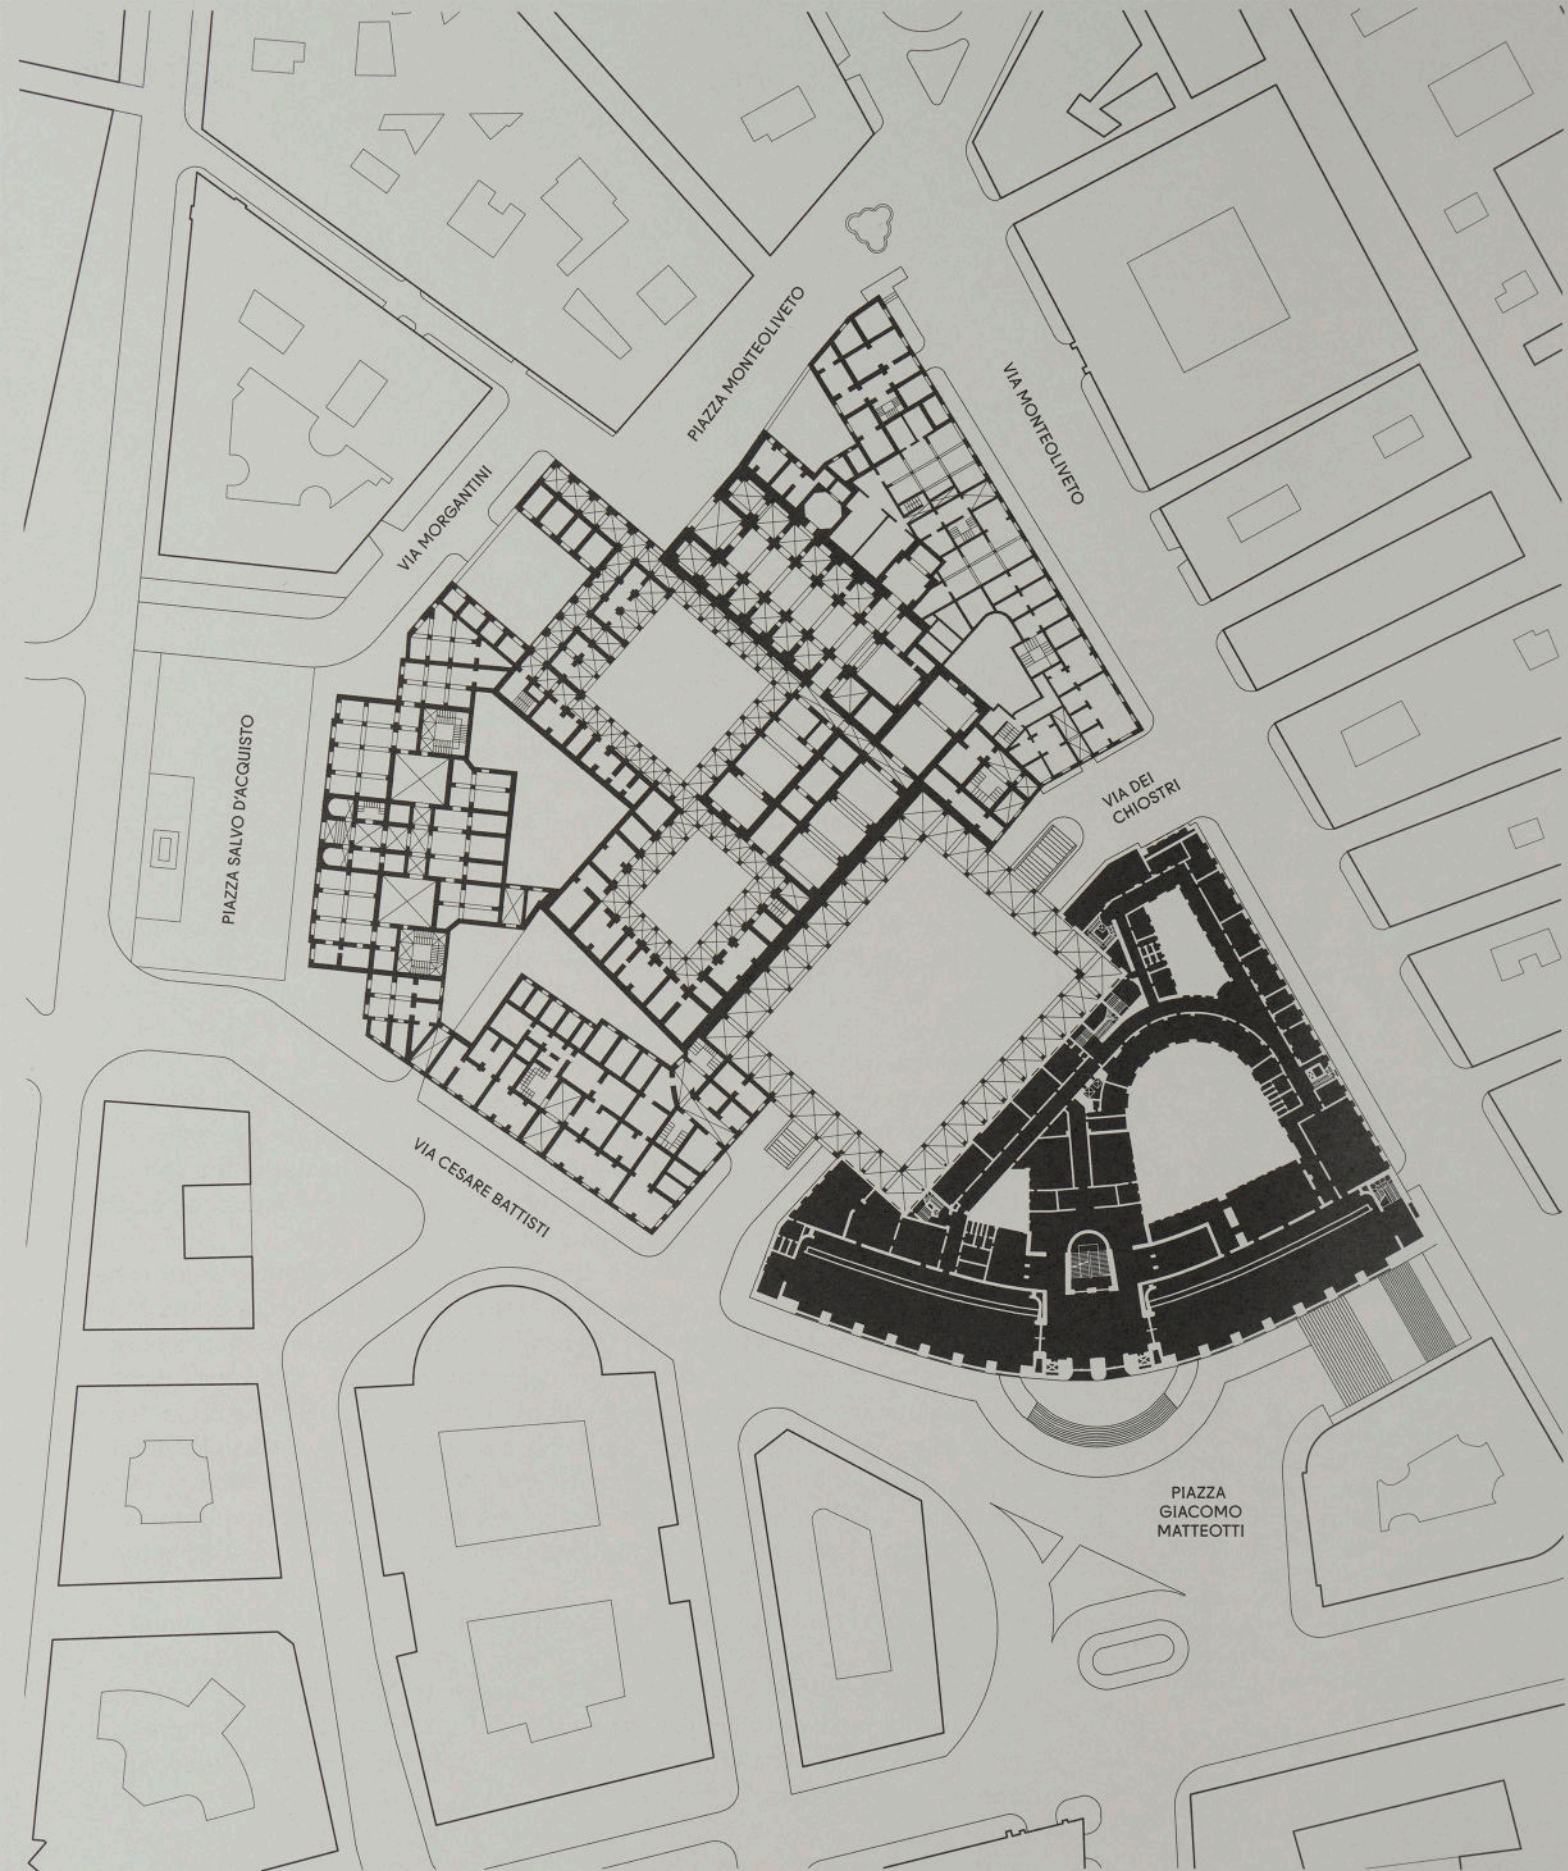 PIAZZA MONTEOLIVETO
VIA MONTEOLIVETO
VIA MORGANTINI
PIAZZA SALVO D'ACQUISTO
VIA DEI
CHIOSTRI
VIA CESARE BATTISTI
PIAZZA
GIACOMO
MATTEOTTI